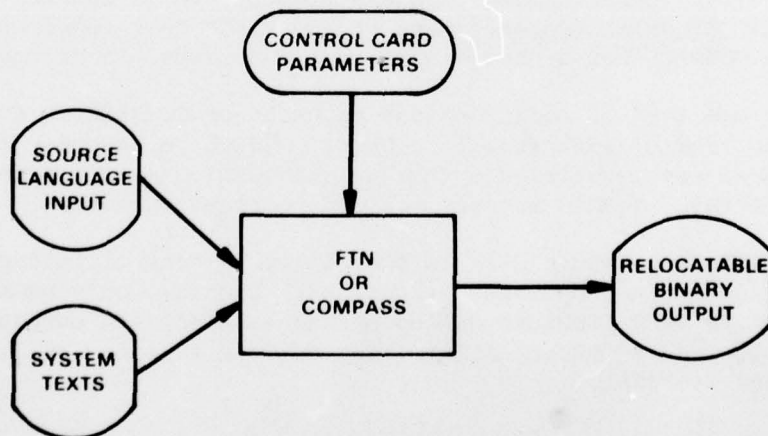 CONTROL CARD
PARAMETERS
SOURCE
LANGUAGE
INPUT
FTN
OR
COMPASS
RELOCATABLE
BINARY
OUTPUT
SYSTEM
TEXTS